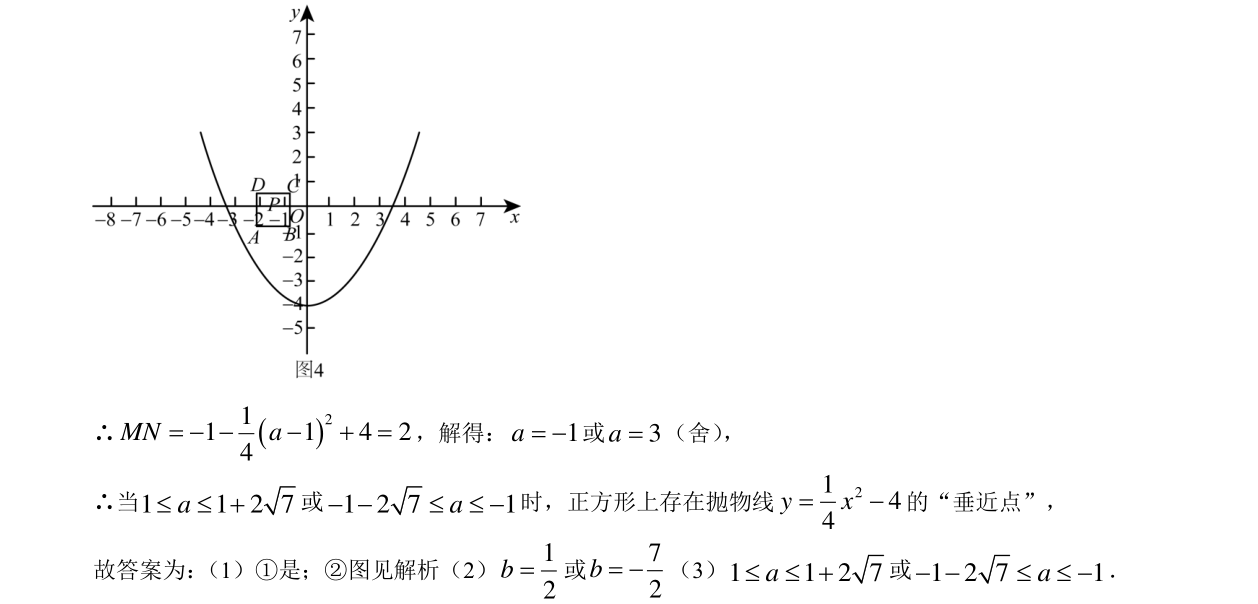 y
7
6
5
4
3
2
D C 1
P
−8 −7 −6 −5 −4 −3 −2 −1 O 1 2 3 4 5 6 7 x
A B −1
−2
−3
−4
−5
图4
∴ MN = −1 − 1/4 (a − 1)² + 4 = 2，解得：a = −1或a = 3（舍），
∴当1 ≤ a ≤ 1 + 2√7 或 −1 − 2√7 ≤ a ≤ −1时，正方形上存在抛物线 y = 1/4 x² − 4 的“垂近点”，
故答案为：（1）①是；②图见解析（2）b = 1/2 或b = −7/2（3）1 ≤ a ≤ 1 + 2√7 或 −1 − 2√7 ≤ a ≤ −1．